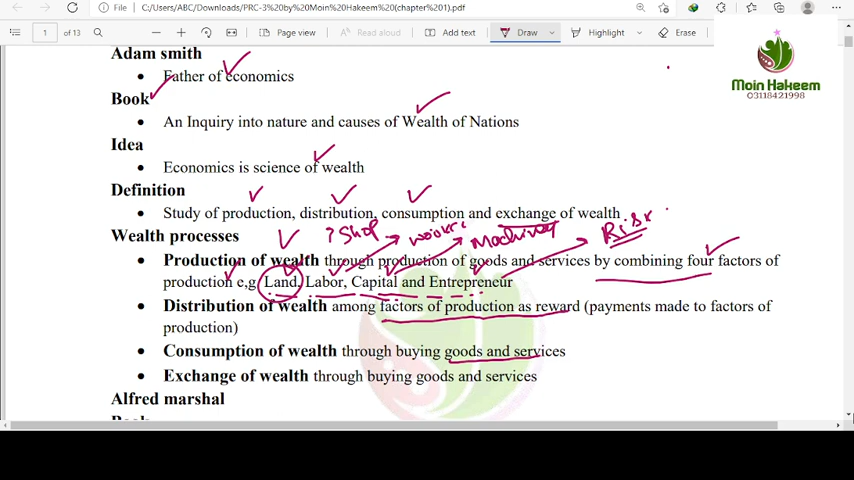 File | C:/Users/ABC/Downloads/PRC-3%20by%20Moin%20Hakeem%20(chapter%201).pdf
1 of 13 Page view Read aloud Add text Draw Highlight Erase
Moin Hakeem
03118421998
Adam smith
• Father of economics
Book
• An Inquiry into nature and causes of Wealth of Nations
Idea
• Economics is science of wealth
Definition
• Study of production, distribution, consumption and exchange of wealth
? Shop Machinery Risk
Wealth processes
• Production of wealth through production of goods and services by combining four factors of
production e,g Land, Labor, Capital and Entrepreneur
• Distribution of wealth among factors of production as reward (payments made to factors of
production)
• Consumption of wealth through buying goods and services
• Exchange of wealth through buying goods and services
Alfred marshal